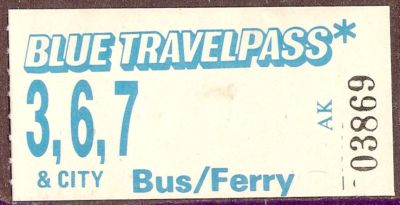 BLUE TRAVELPASS*
3, 6, 7
& CITY Bus/Ferry
AK
03869